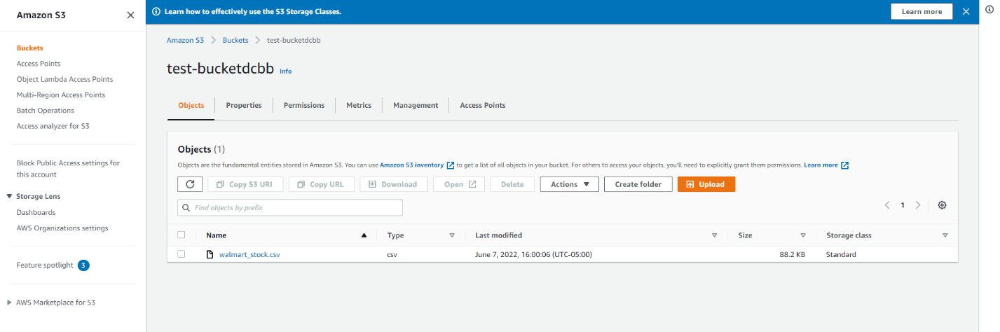 Amazon S3
Buckets
Access Points
Object Lambda Access Points
Multi-Region Access Points
Batch Operations
Access analyzer for S3
Block Public Access settings for
this account
Storage Lens
Dashboards
AWS Organizations settings
Feature spotlight 3
AWS Marketplace for S3
Learn how to effectively use the S3 Storage Classes. Learn more
Amazon S3 Buckets test-bucketdcbb
test-bucketdcbb Info
Objects Properties Permissions Metrics Management Access Points
Objects (1)
Objects are the fundamental entities stored in Amazon S3. You can use Amazon S3 inventory to get a list of all objects in your bucket. For others to access your objects, you'll need to explicitly grant them permissions. Learn more
Copy S3 URI Copy URL Download Open Delete Actions Create folder Upload
Find objects by prefix 1
Name Type Last modified Size Storage class
walmart_stock.csv csv June 7, 2022, 16:00:06 (UTC-05:00) 88.2 KB Standard